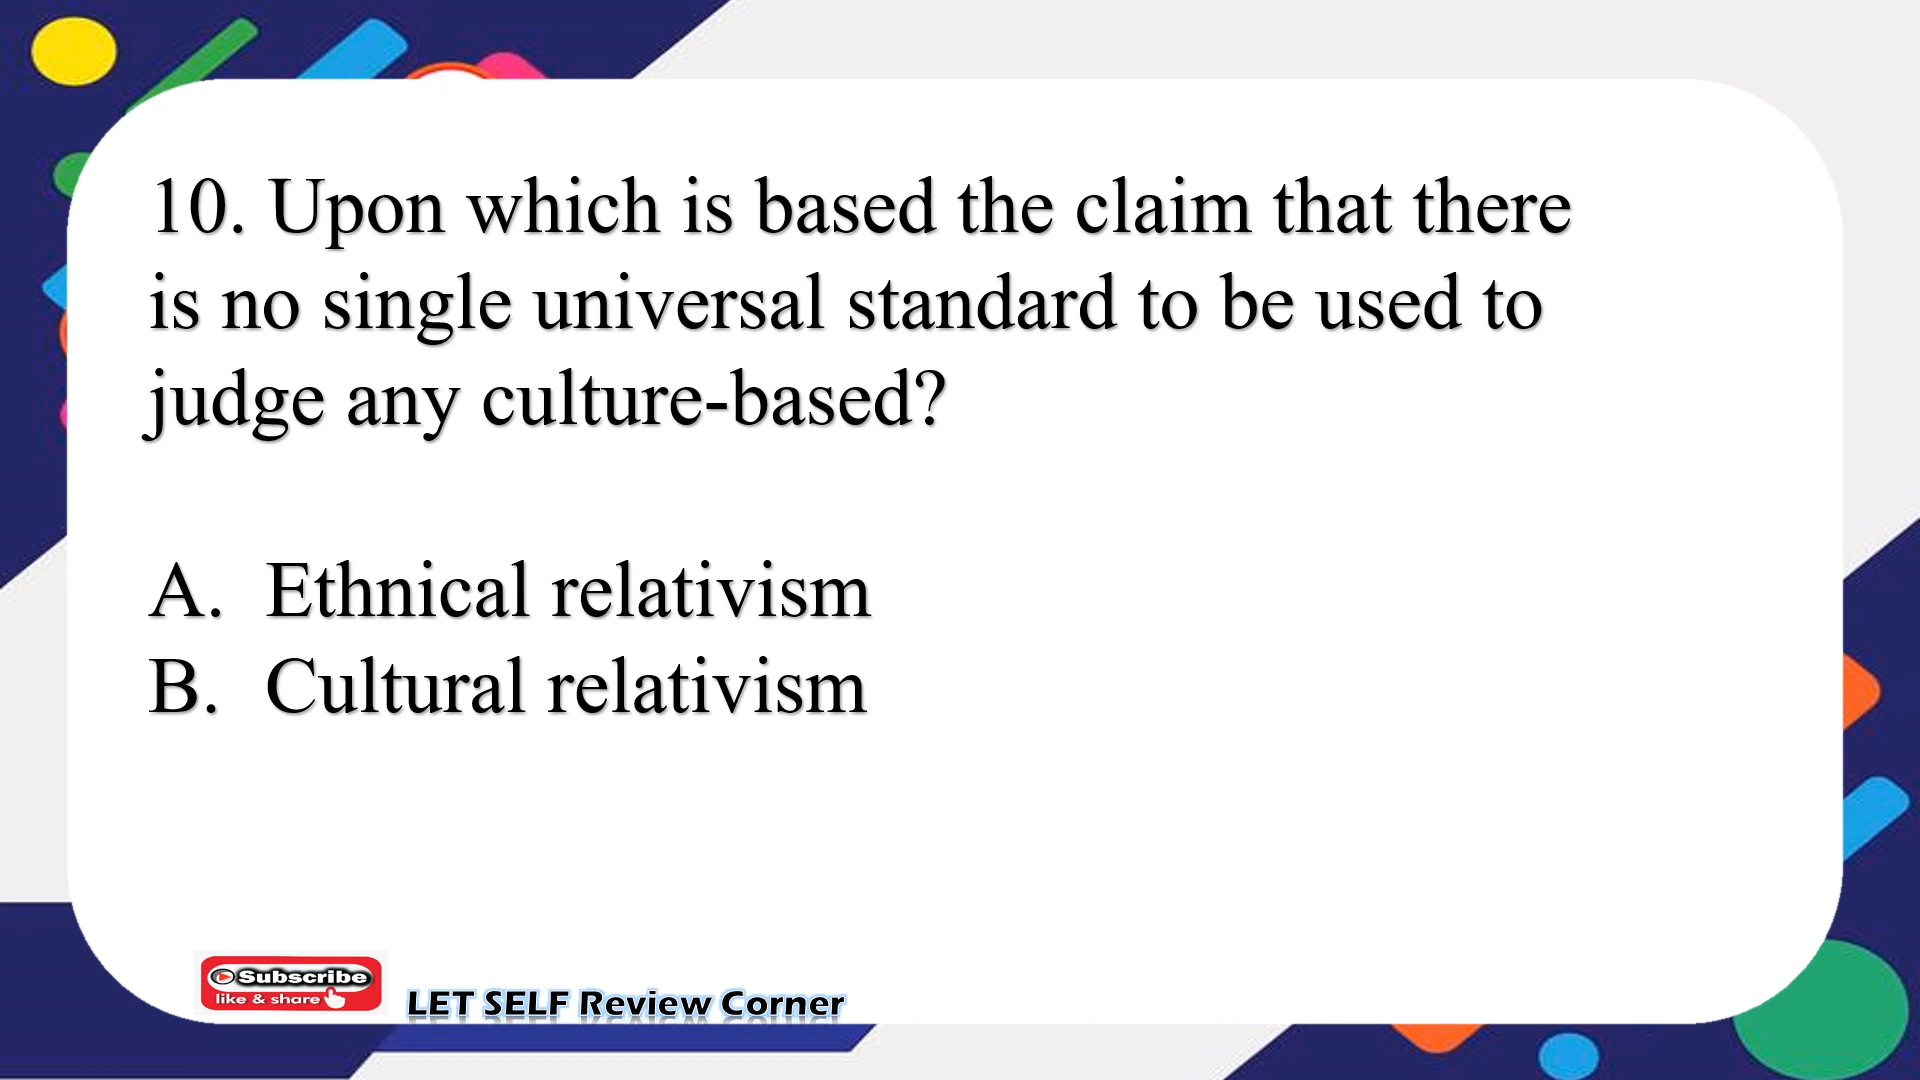 10. Upon which is based the claim that there
is no single universal standard to be used to
judge any culture-based?
A. Ethnical relativism
B. Cultural relativism
Subscribe
like & share
LET SELF Review Corner